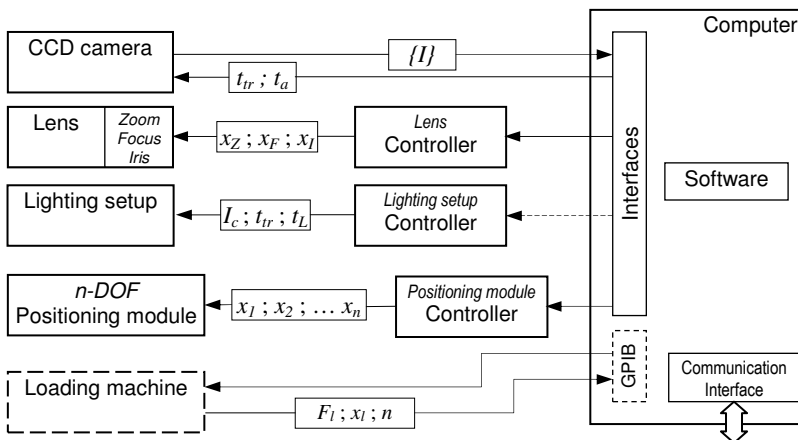 CCD camera
{I}
t_tr ; t_a
Computer
Lens
Zoom
Focus
Iris
x_Z ; x_F ; x_I
Lens
Controller
Interfaces
Software
Lighting setup
I_c ; t_tr ; t_L
Lighting setup
Controller
n-DOF
Positioning module
x_1 ; x_2 ; … x_n
Positioning module
Controller
GPIB
Communication
Interface
Loading machine
F_l ; x_l ; n